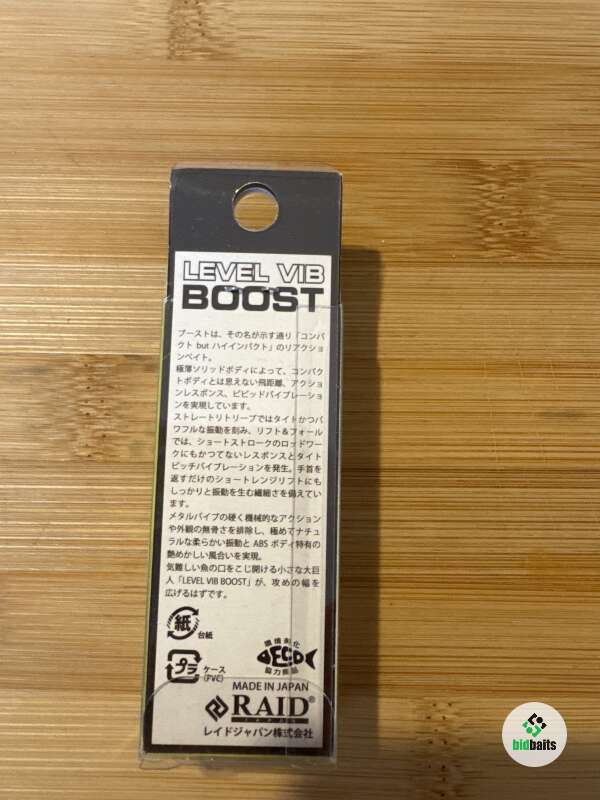 LEVEL VIB
BOOST
ブーストは、その名が示す通り「コンパ
クト but ハイインパクト」のリアクショ
ンベイト。
極薄ソリッドボディによって、コンパク
トボディとは思えない飛距離、アクショ
ンレスポンス、ビビッドバイブレーショ
ンを実現しています。
ストレートリトリーブではタイトかつパ
ワフルな振動を刻み、リフト&フォール
では、ショートストロークのロッドワー
クにもかつてないレスポンスとタイト
ピッチバイブレーションを発生。手首を
返すだけのショートレンジリフトにも
しっかりと振動を生む繊細さを備えてい
ます。
メタルバイブの硬く機械的なアクション
や外観の無骨さを排除し、極めてナチュ
ラルな柔らかい振動と ABS ボディ特有の
艶めかしい風合いを実現。
気難しい魚の口をこじ開ける小さな大巨
人「LEVEL VIB BOOST」が、攻めの幅を
広げるはずです。
紙 台紙
プラ ケース
(PVC)
ECO
協力商品
MADE IN JAPAN
RAID®
JAPAN
レイドジャパン株式会社
bidbaits